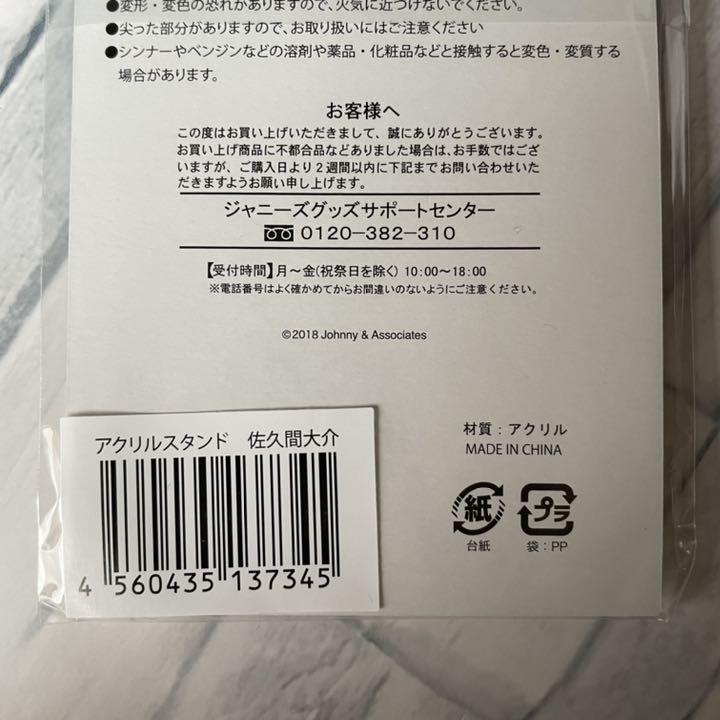 ●変形・変色の恐れがありますので、火気に近づけないでください。
●尖った部分がありますので、お取り扱いにはご注意ください
●シンナーやベンジンなどの溶剤や薬品・化粧品などと接触すると変色・変質する
場合があります。
お客様へ
この度はお買い上げいただきまして、誠にありがとうございます。
お買い上げ商品に不都合品などありました場合は、お手数ではござ
いますが、ご購入日より2週間以内に下記までお問い合わせいた
だきますようお願い申し上げます。
ジャニーズグッズサポートセンター
0120-382-310
【受付時間】月〜金(祝祭日を除く) 10:00〜18:00
※電話番号はよく確かめてからお間違いのないようにご注意ください。
©2018 Johnny & Associates
アクリルスタンド 佐久間大介
4 560435 137345
材質：アクリル
MADE IN CHINA
紙 プラ
台紙 袋：PP